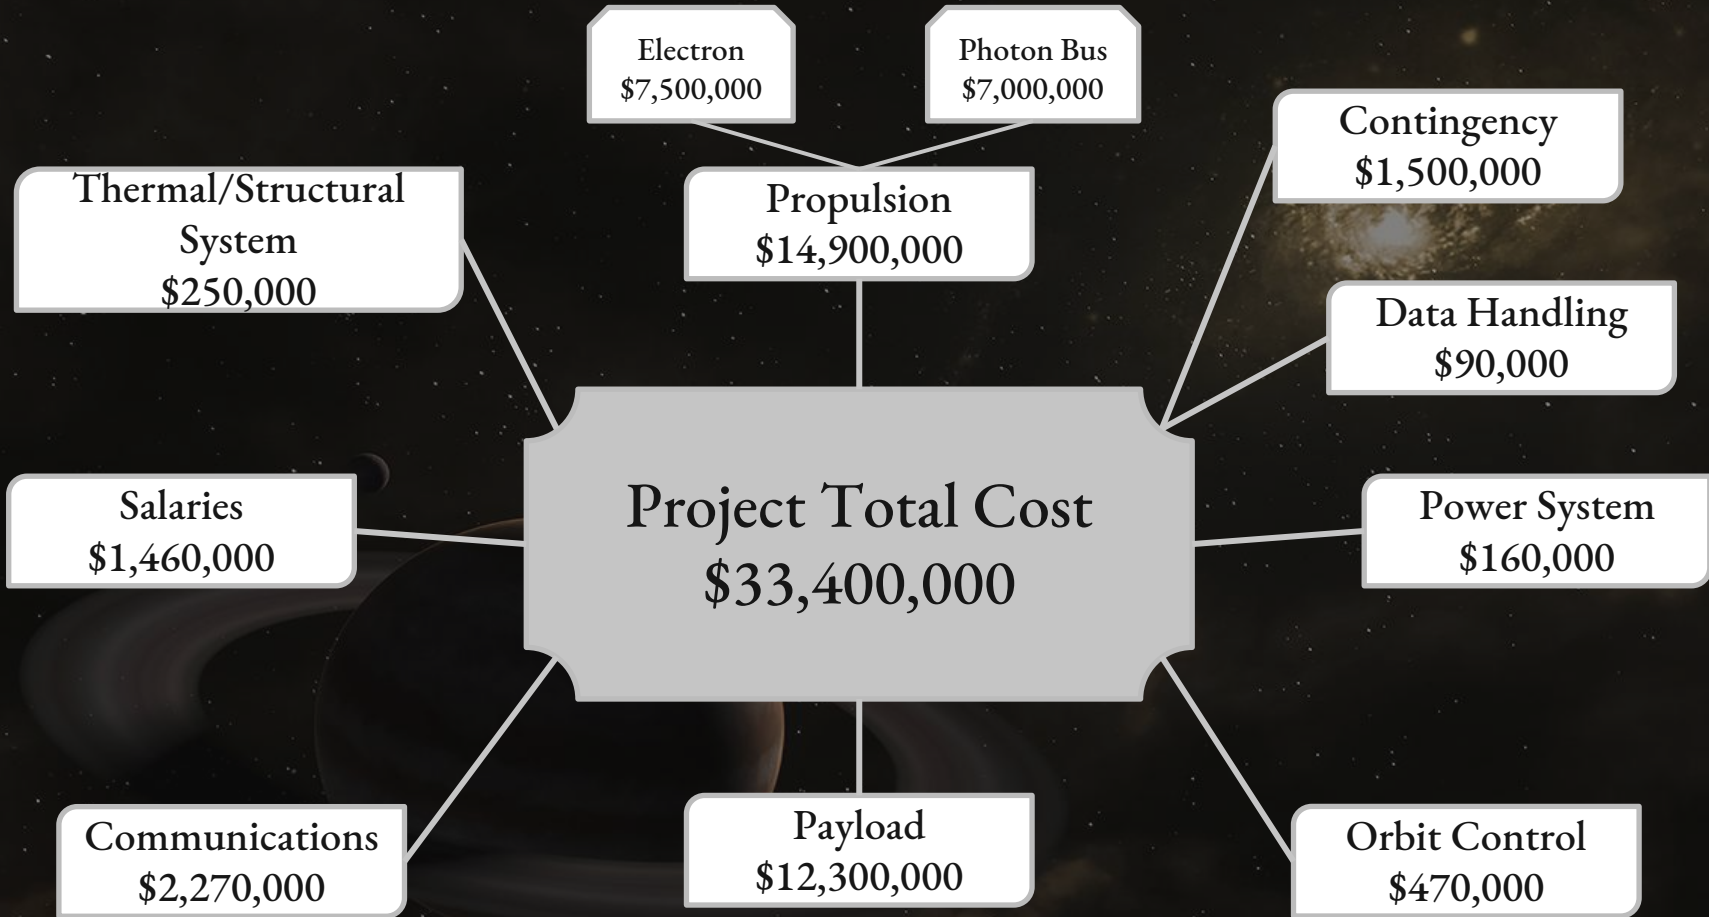 Electron
$7,500,000
Photon Bus
$7,000,000
Contingency
$1,500,000
Thermal/Structural
System
$250,000
Propulsion
$14,900,000
Data Handling
$90,000
Salaries
$1,460,000
Project Total Cost
$33,400,000
Power System
$160,000
Communications
$2,270,000
Payload
$12,300,000
Orbit Control
$470,000